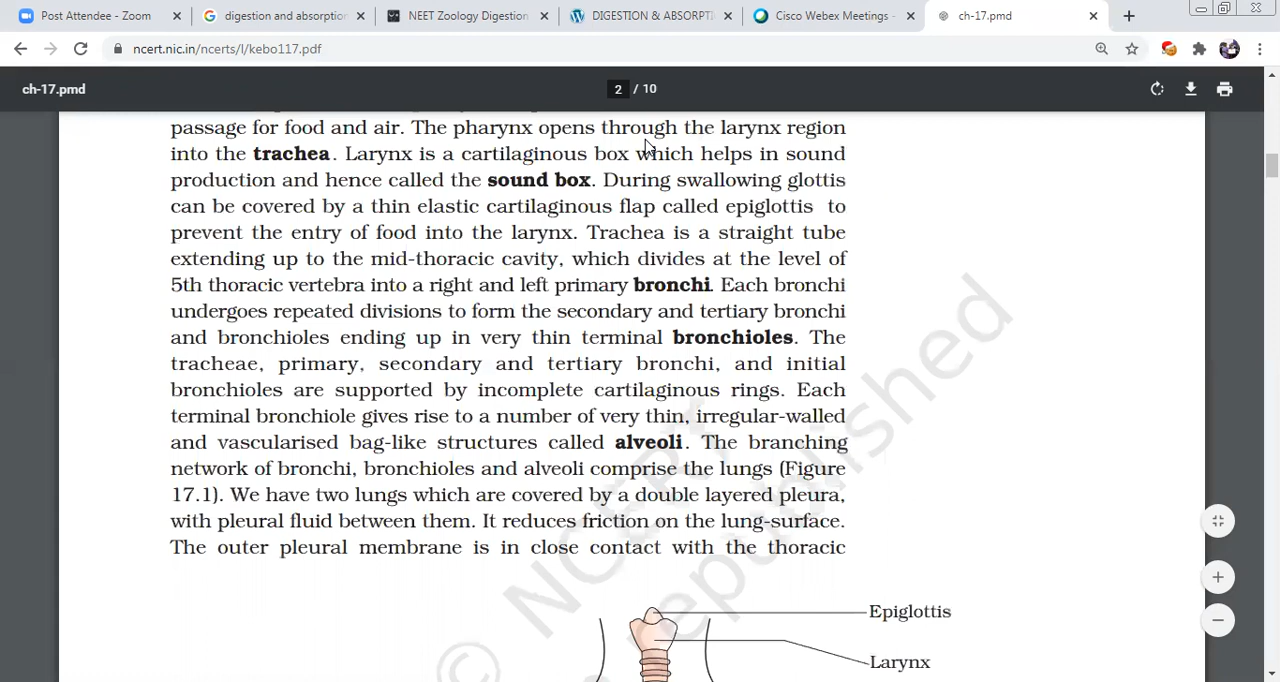 Post Attendee - Zoom
digestion and absorption
NEET Zoology Digestion
DIGESTION & ABSORPT
Cisco Webex Meetings -
ch-17.pmd
ncert.nic.in/ncerts/l/kebo117.pdf
ch-17.pmd
2 / 10
passage for food and air. The pharynx opens through the larynx region
into the trachea. Larynx is a cartilaginous box which helps in sound
production and hence called the sound box. During swallowing glottis
can be covered by a thin elastic cartilaginous flap called epiglottis to
prevent the entry of food into the larynx. Trachea is a straight tube
extending up to the mid-thoracic cavity, which divides at the level of
5th thoracic vertebra into a right and left primary bronchi. Each bronchi
undergoes repeated divisions to form the secondary and tertiary bronchi
and bronchioles ending up in very thin terminal bronchioles. The
tracheae, primary, secondary and tertiary bronchi, and initial
bronchioles are supported by incomplete cartilaginous rings. Each
terminal bronchiole gives rise to a number of very thin, irregular-walled
and vascularised bag-like structures called alveoli. The branching
network of bronchi, bronchioles and alveoli comprise the lungs (Figure
17.1). We have two lungs which are covered by a double layered pleura,
with pleural fluid between them. It reduces friction on the lung-surface.
The outer pleural membrane is in close contact with the thoracic
© NCERT
republished
Epiglottis
Larynx